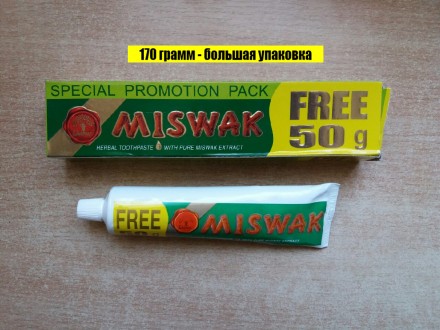 170 грамм - большая упаковка
SPECIAL PROMOTION PACK
FREE
50 g
MISWAK
HERBAL TOOTHPASTE WITH PURE MISWAK EXTRACT
FREE
MISWAK